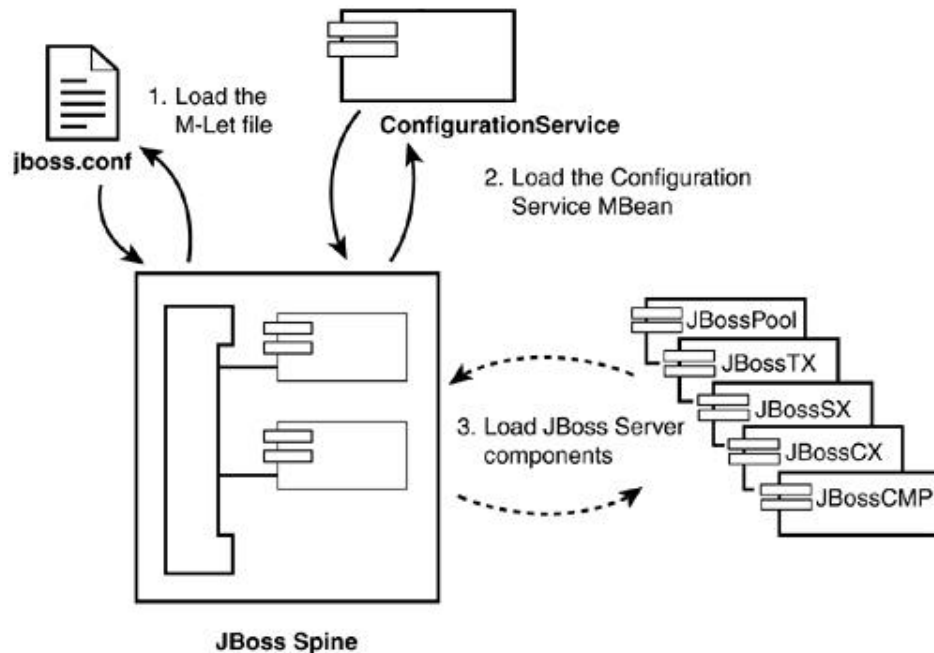 1. Load the
M-Let file
jboss.conf
ConfigurationService
2. Load the Configuration
Service MBean
JBossPool
JBossTX
JBossSX
JBossCX
JBossCMP
3. Load JBoss Server
components
JBoss Spine